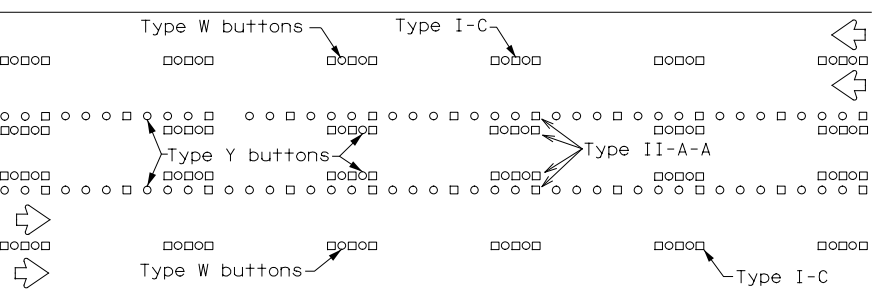 Type W buttons
Type I-C
Type Y buttons
Type II-A-A
Type W buttons
Type I-C